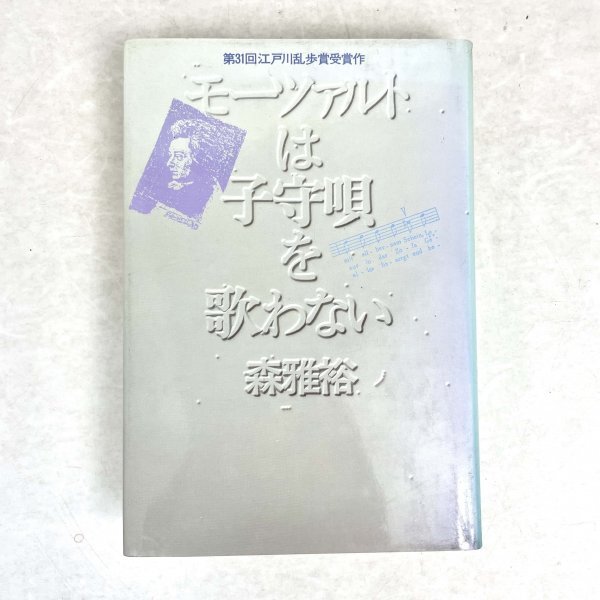 第31回江戸川乱歩賞受賞作
モーツァルト
は
子守唄
を
歌わない
森雅裕